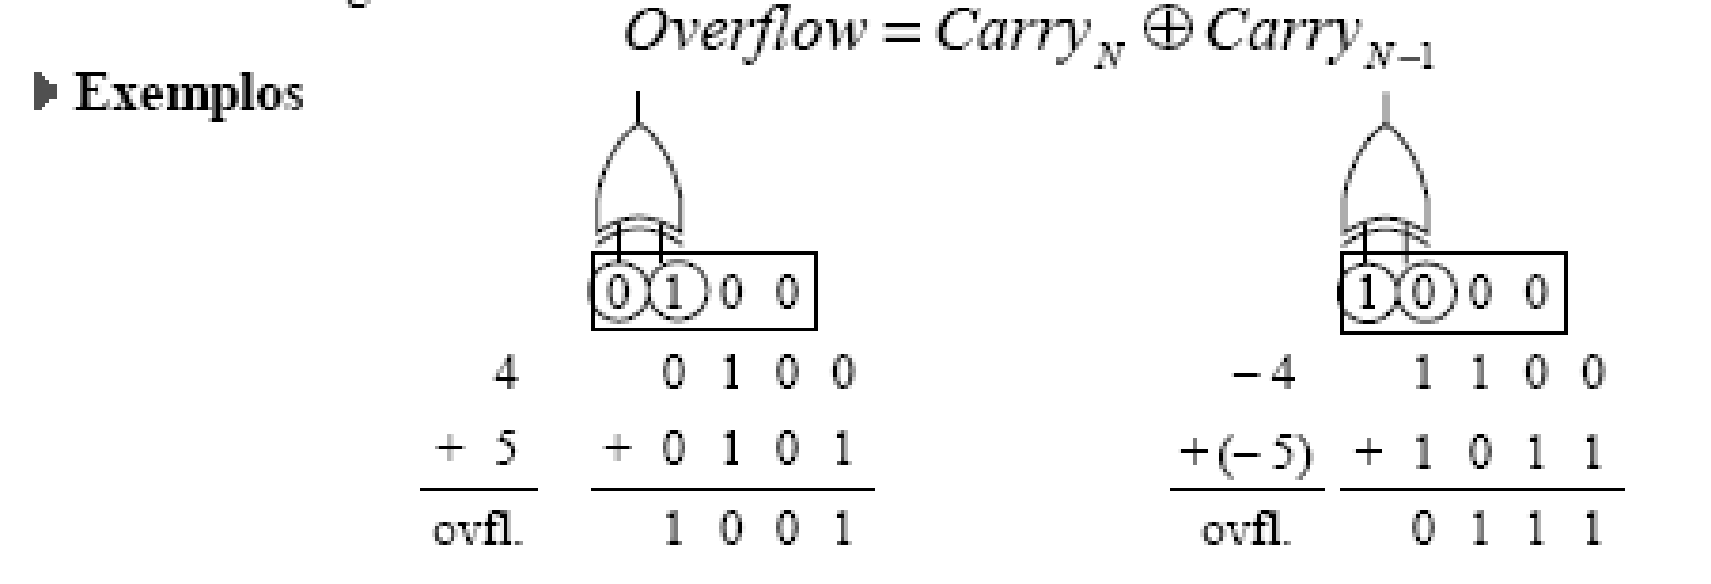 Overflow = Carry_N ⊕ Carry_{N-1}
Exemplos
0 1 0 0
1 0 0 0
4 0 1 0 0
− 4 1 1 0 0
+ 5 + 0 1 0 1
+ (− 5) + 1 0 1 1
ovfl. 1 0 0 1
ovfl. 0 1 1 1